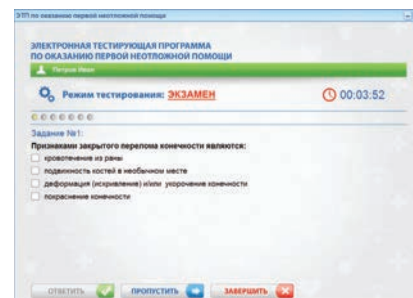 ЭТП по оказанию первой неотложной помощи
ЭЛЕКТРОННАЯ ТЕСТИРУЮЩАЯ ПРОГРАММА
ПО ОКАЗАНИЮ ПЕРВОЙ НЕОТЛОЖНОЙ ПОМОЩИ
Петров Иван
Режим тестирования: ЭКЗАМЕН
00:03:52
Задание №1:
Признаками закрытого перелома конечности являются:
кровотечение из раны
подвижность костей в необычном месте
деформация (искривление) и/или укорочение конечности
покраснение конечности
ОТВЕТИТЬ ПРОПУСТИТЬ ЗАВЕРШИТЬ